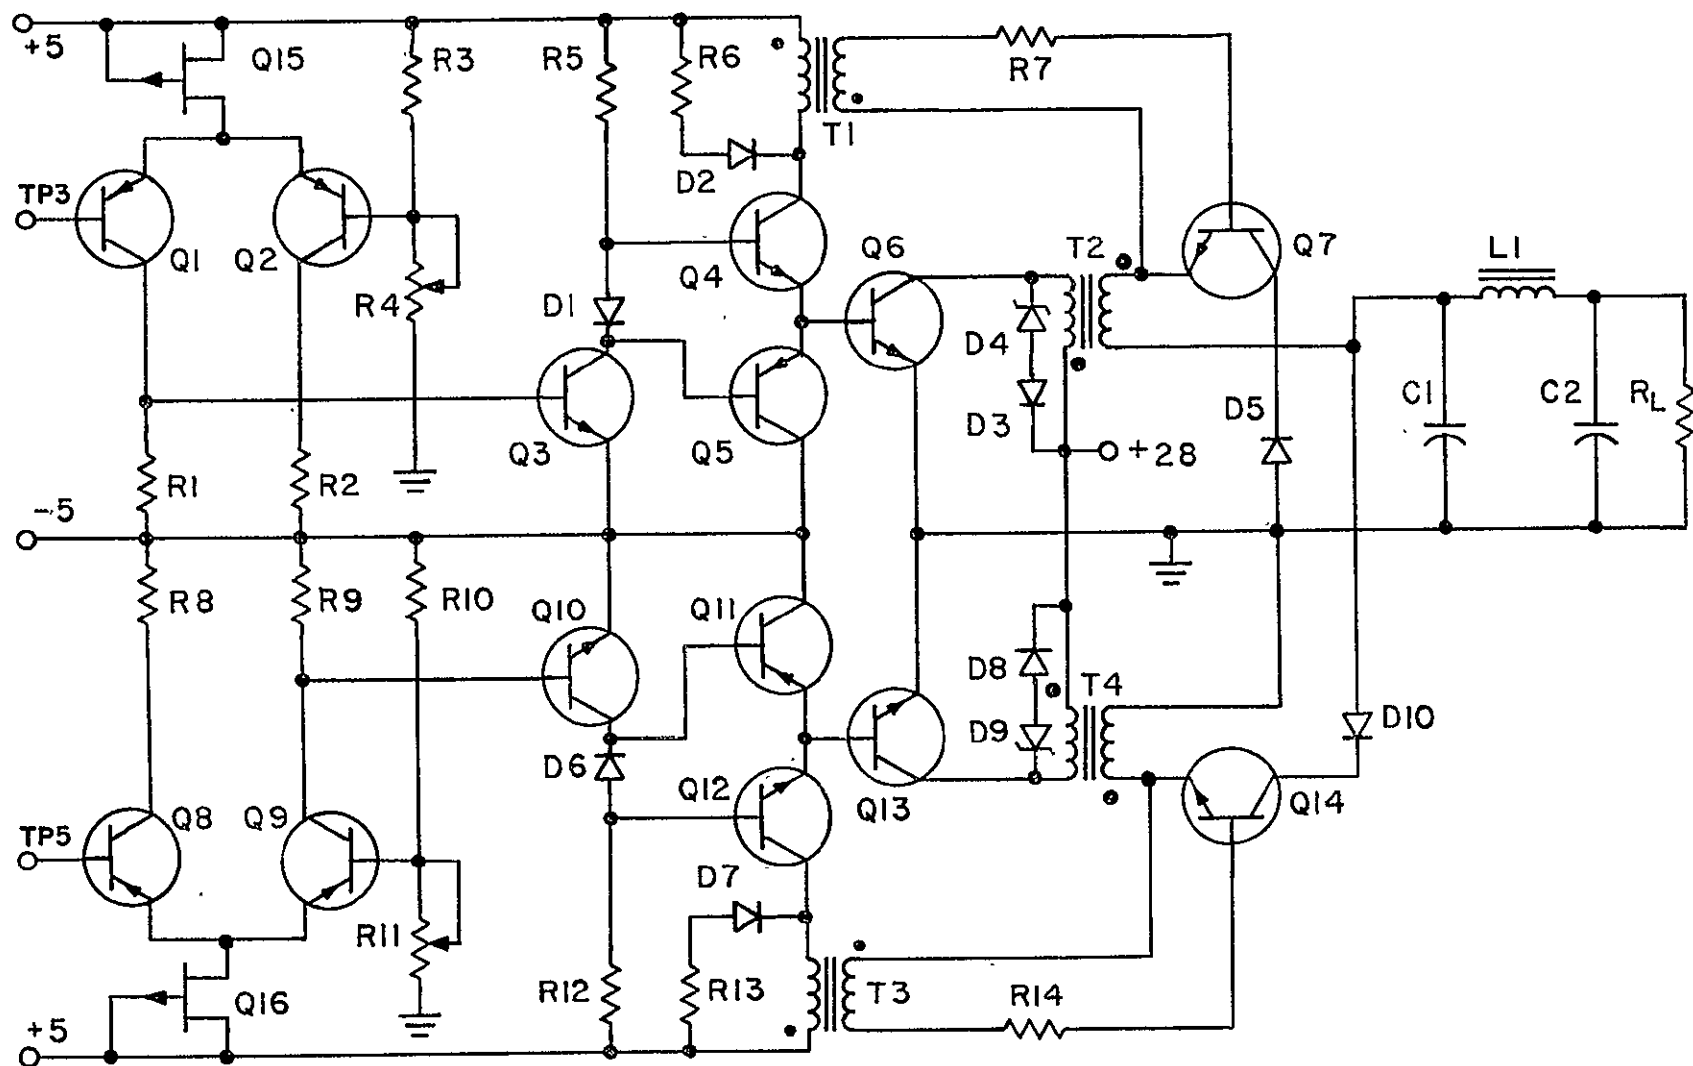 +5
Q15
R3
R5
R6
T1
R7
D2
TP3
Q1
Q2
R4
D1
Q4
Q6
T2
Q7
L1
D4
D3
+28
D5
C1
C2
RL
Q3
Q5
R1
R2
-5
R8
R9
R10
Q10
Q11
D8
D9
T4
D10
D6
Q12
Q13
Q14
TP5
Q8
Q9
D7
R11
Q16
R12
R13
T3
R14
+5